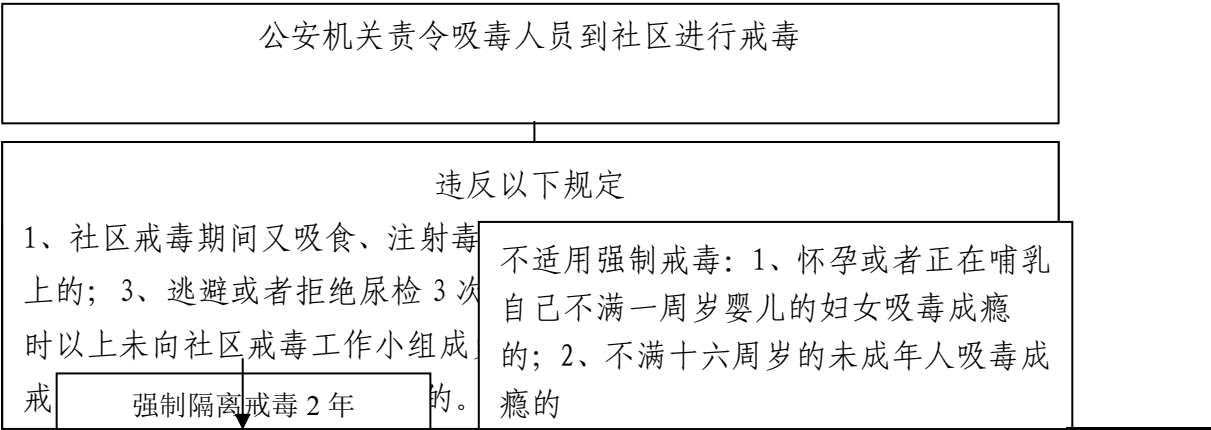 公安机关责令吸毒人员到社区进行戒毒
违反以下规定
1、社区戒毒期间又吸食、注射毒
上的；3、逃避或者拒绝尿检 3 次
时以上未向社区戒毒工作小组成
戒
的。
不适用强制戒毒：1、怀孕或者正在哺乳
自己不满一周岁婴儿的妇女吸毒成瘾
的；2、不满十六周岁的未成年人吸毒成
瘾的
强制隔离戒毒 2 年